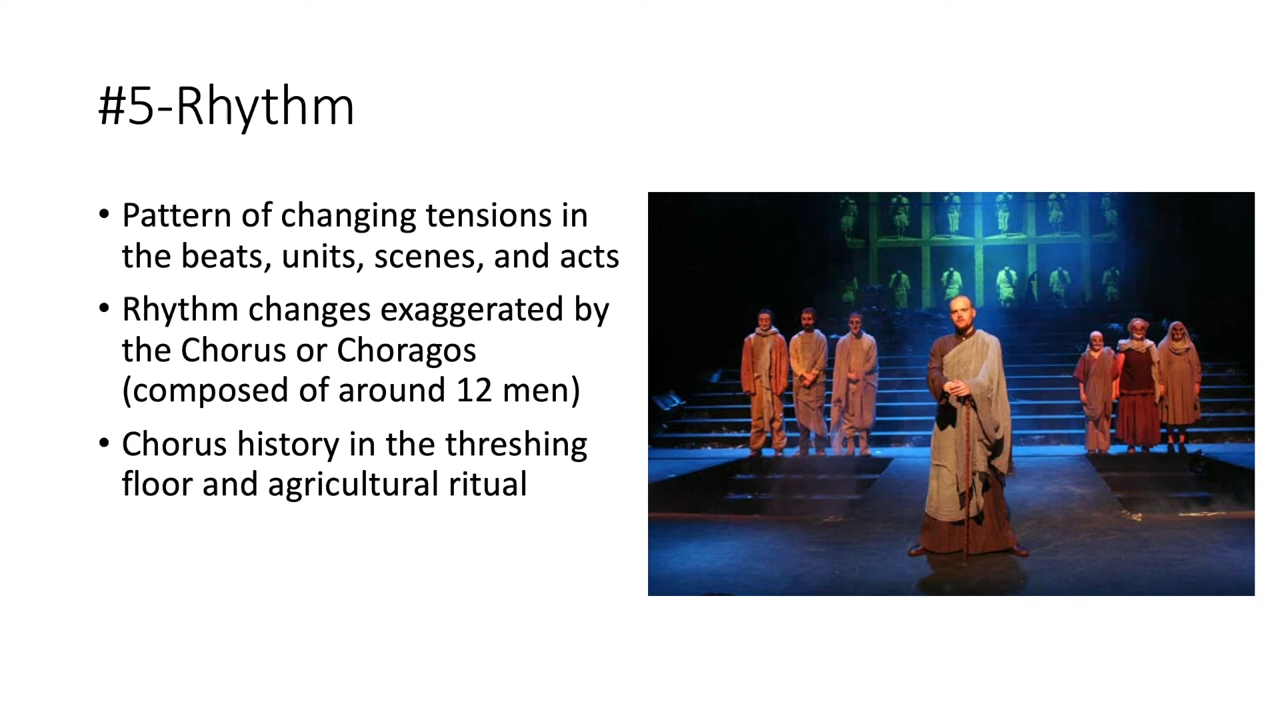 #5-Rhythm
• Pattern of changing tensions in
the beats, units, scenes, and acts
• Rhythm changes exaggerated by
the Chorus or Choragos
(composed of around 12 men)
• Chorus history in the threshing
floor and agricultural ritual